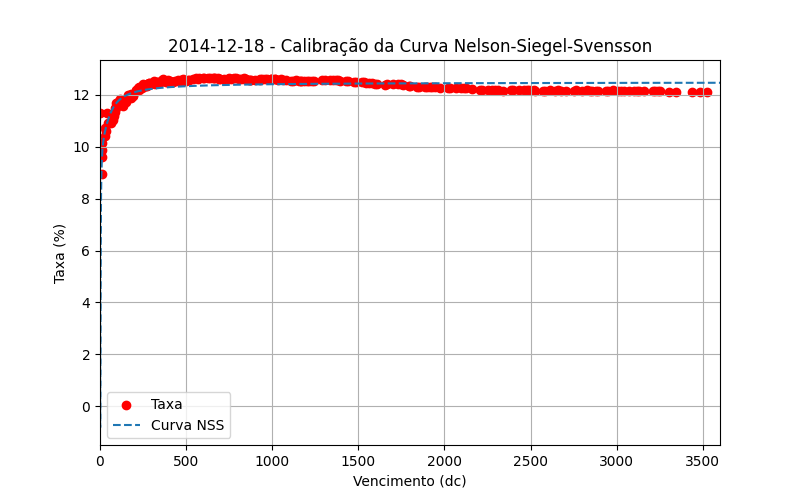 2014-12-18 - Calibração da Curva Nelson-Siegel-Svensson
Taxa (%)
12
10
8
6
4
2
0
0 500 1000 1500 2000 2500 3000 3500
Vencimento (dc)
Taxa
Curva NSS